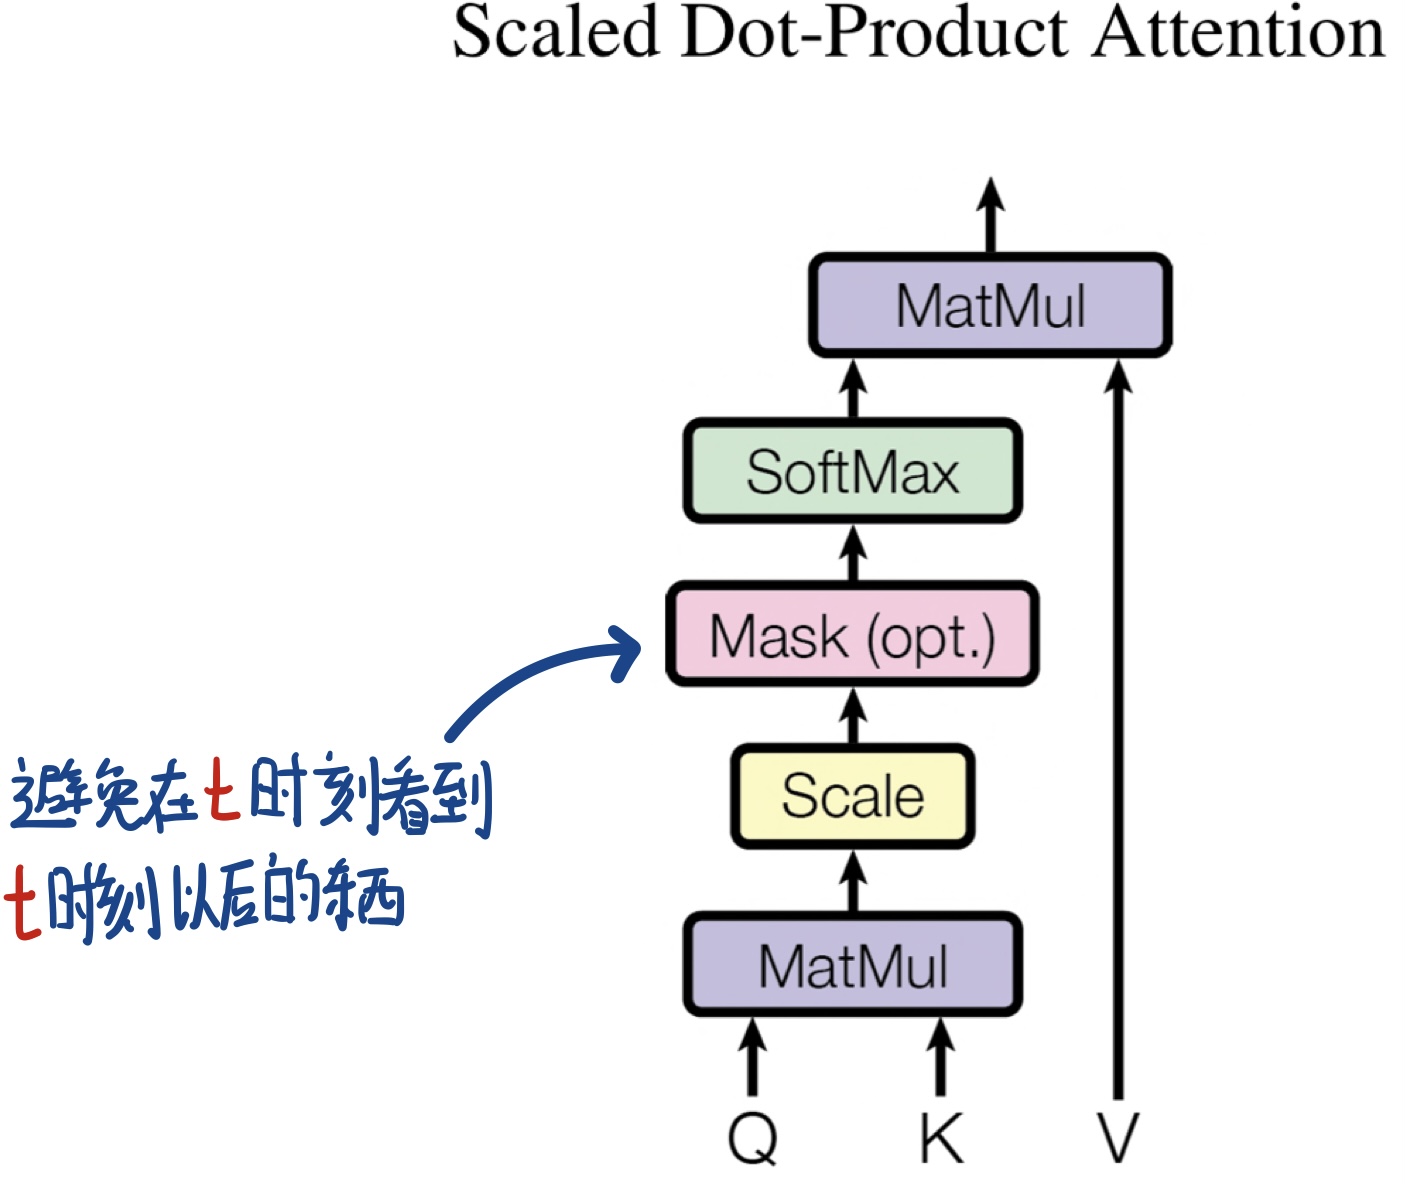 Scaled Dot-Product Attention
MatMul
SoftMax
Mask (opt.)
避免在t时刻看到
t时刻以后的东西
Scale
MatMul
Q K V